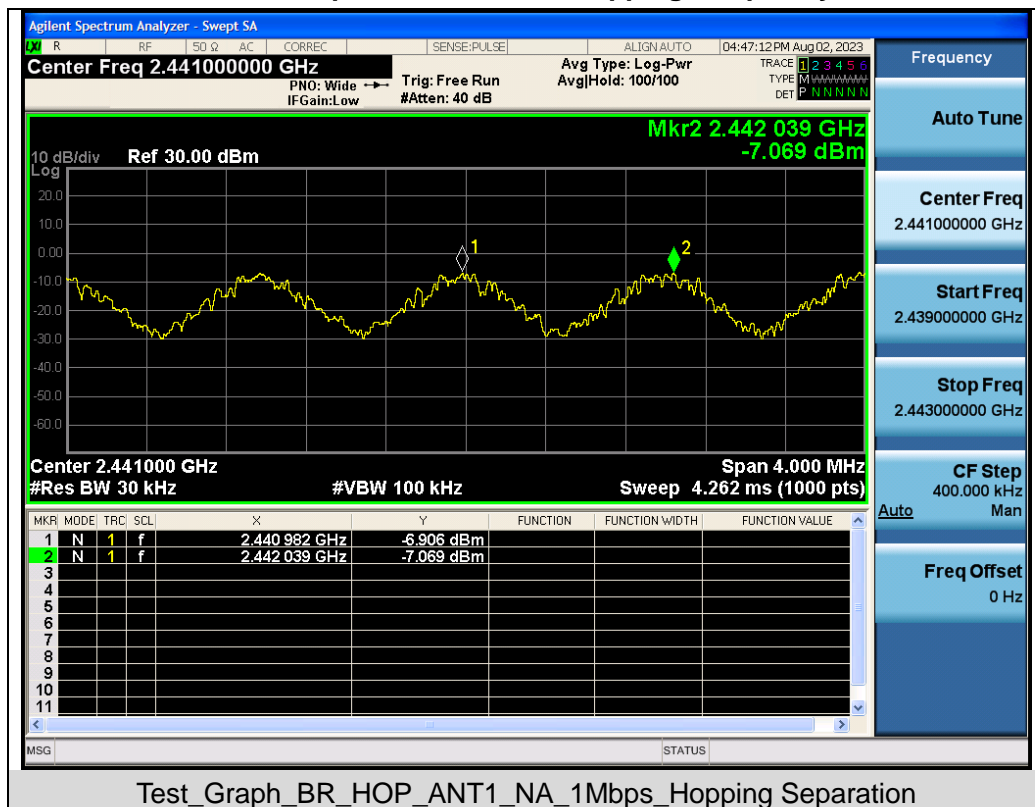 Agilent Spectrum Analyzer - Swept SA
LXI R RF 50 Ω AC CORREC SENSE:PULSE ALIGN AUTO 04:47:12 PM Aug 02, 2023
Center Freq 2.441000000 GHz
PNO: Wide
IFGain:Low
Trig: Free Run
#Atten: 40 dB
Avg Type: Log-Pwr
Avg|Hold: 100/100
TRACE 1 2 3 4 5 6
TYPE M WWWWW
DET P N N N N N
Mkr2 2.442 039 GHz
-7.069 dBm
10 dB/div Ref 30.00 dBm
Log
20.0
10.0
0.00
-10.0
-20.0
-30.0
-40.0
-50.0
-60.0
1
2
Center 2.441000 GHz Span 4.000 MHz
#Res BW 30 kHz #VBW 100 kHz Sweep 4.262 ms (1000 pts)
MKR MODE TRC SCL X Y FUNCTION FUNCTION WIDTH FUNCTION VALUE
1 N 1 f 2.440 982 GHz -6.906 dBm
2 N 1 f 2.442 039 GHz -7.069 dBm
3
4
5
6
7
8
9
10
11
MSG STATUS
Frequency
Auto Tune
Center Freq
2.441000000 GHz
Start Freq
2.439000000 GHz
Stop Freq
2.443000000 GHz
CF Step
400.000 kHz
Auto Man
Freq Offset
0 Hz
Test_Graph_BR_HOP_ANT1_NA_1Mbps_Hopping Separation